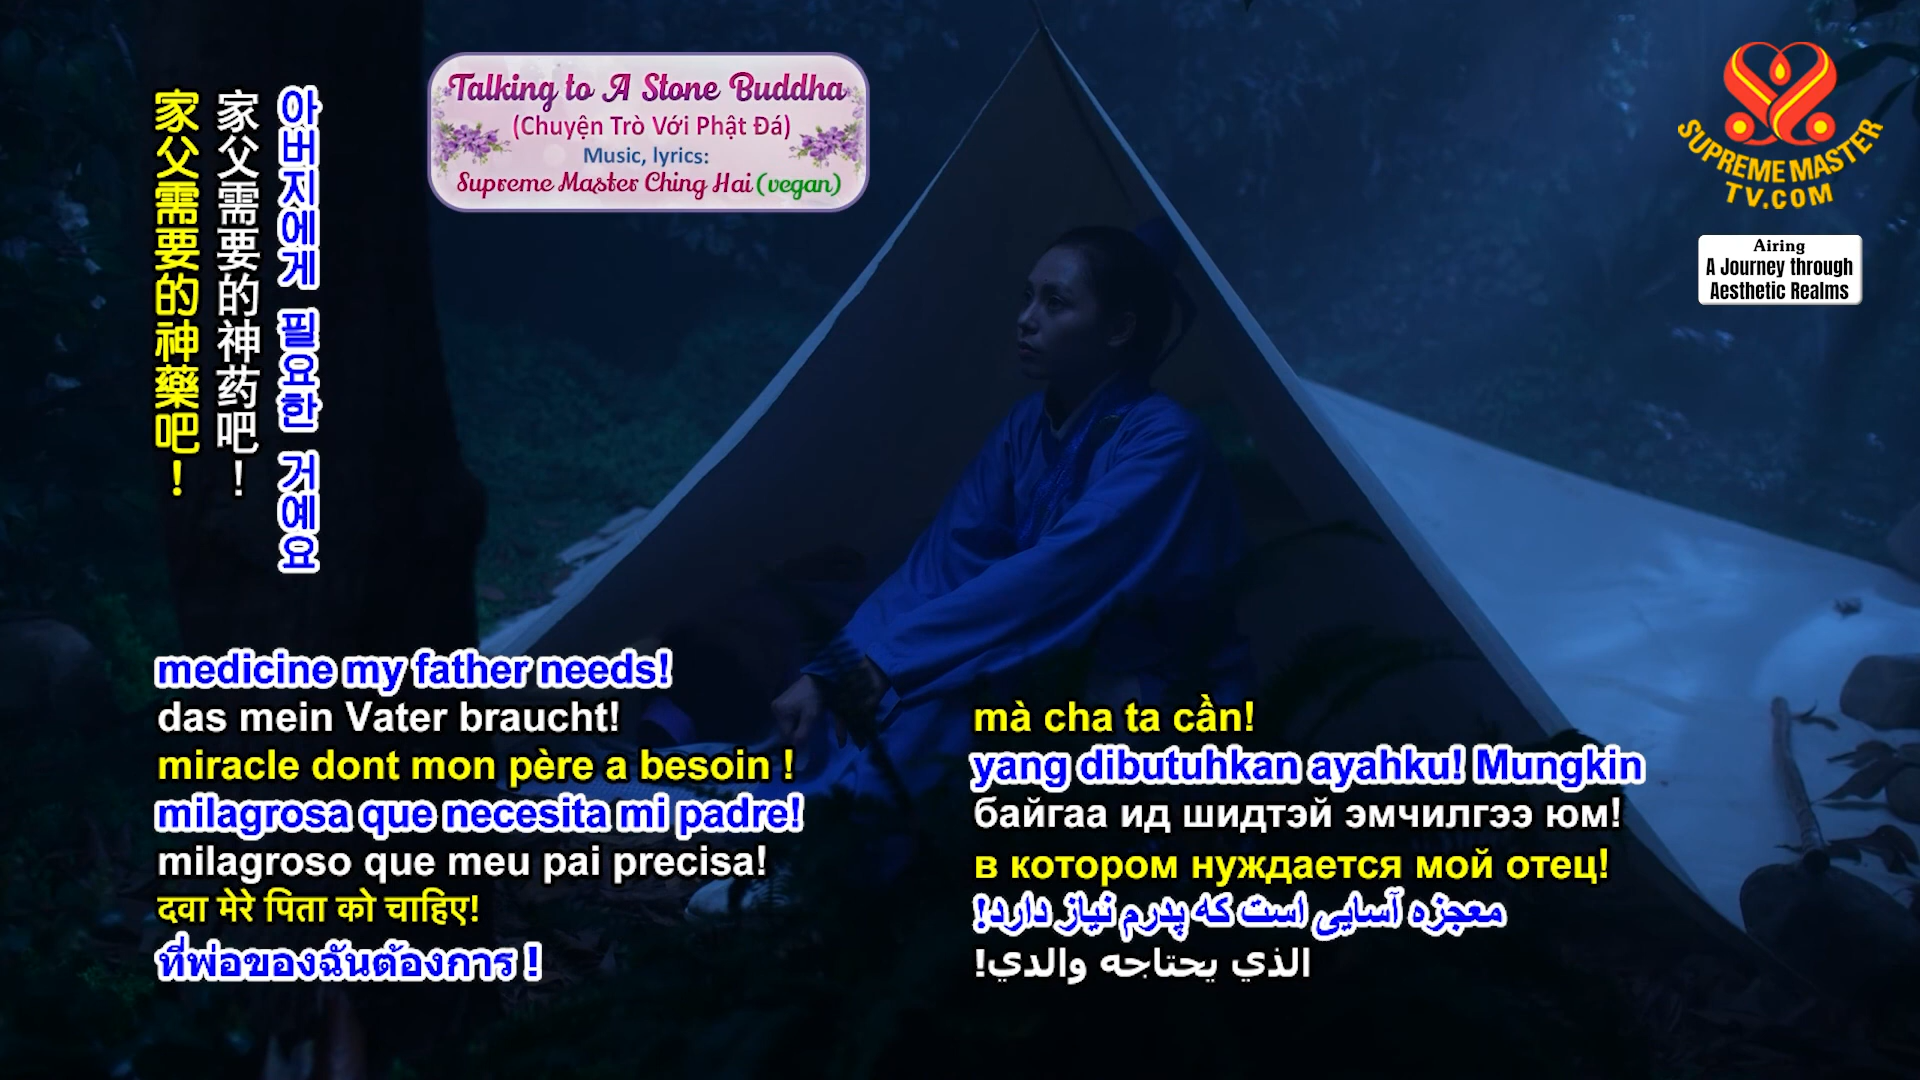 家父需要的神藥吧！
家父需要的神药吧！
아버지에게 필요한 거예요
Talking to A Stone Buddha
(Chuyện Trò Với Phật Đá)
Music, lyrics:
Supreme Master Ching Hai (vegan)
SUPREME MASTER
TV.COM
Airing
A Journey through
Aesthetic Realms
medicine my father needs!
das mein Vater braucht!
miracle dont mon père a besoin !
milagrosa que necesita mi padre!
milagroso que meu pai precisa!
दवा मेरे पिता को चाहिए!
ที่พ่อของฉันต้องการ !
mà cha ta cần!
yang dibutuhkan ayahku! Mungkin
байгаа ид шидтэй эмчилгээ юм!
в котором нуждается мой отец!
معجزه آسایی است که پدرم نیاز دارد!
الذي يحتاجه والدي!